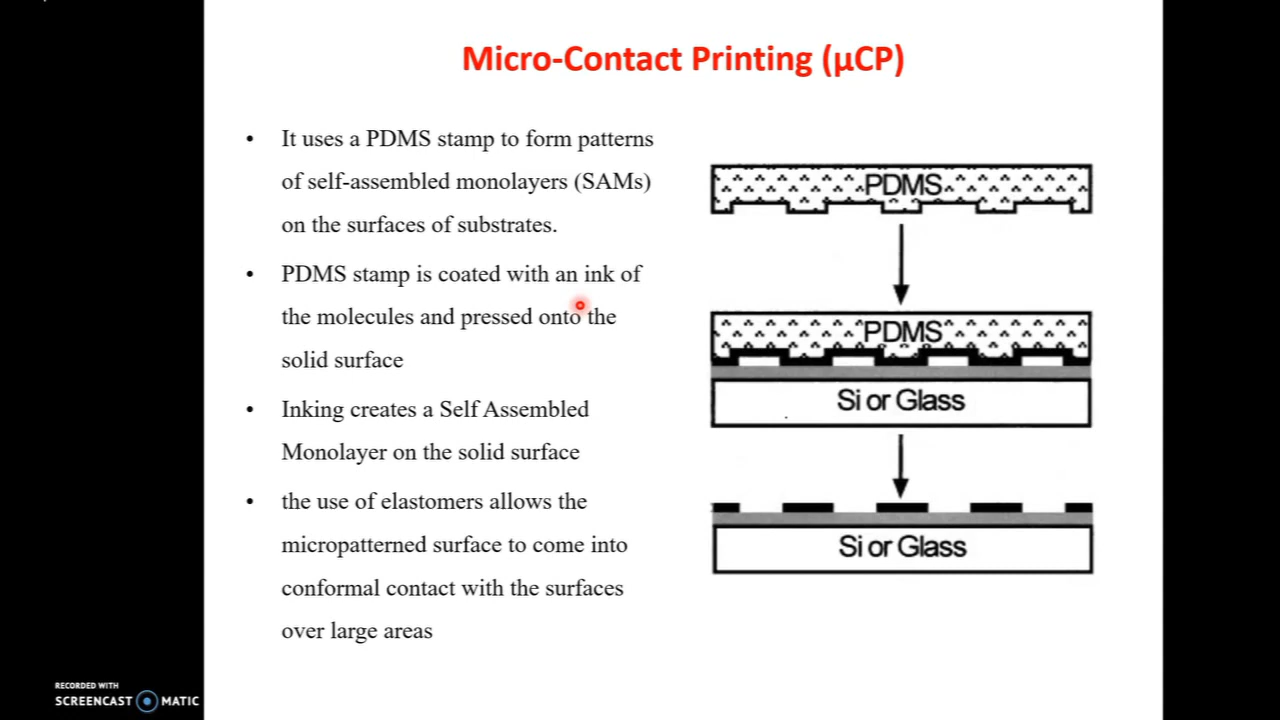 Micro-Contact Printing (µCP)
• It uses a PDMS stamp to form patterns
of self-assembled monolayers (SAMs)
on the surfaces of substrates.
• PDMS stamp is coated with an ink of
the molecules and pressed onto the
solid surface
• Inking creates a Self Assembled
Monolayer on the solid surface
• the use of elastomers allows the
micropatterned surface to come into
conformal contact with the surfaces
over large areas
PDMS
PDMS
Si or Glass
Si or Glass
RECORDED WITH
SCREENCAST MATIC